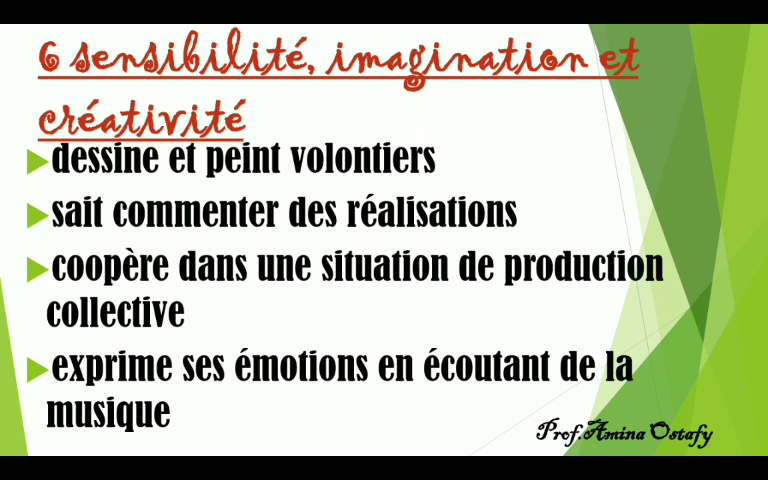 6 sensibilité, imagination et
créativité
dessine et peint volontiers
sait commenter des réalisations
coopère dans une situation de production
collective
exprime ses émotions en écoutant de la
musique
Prof.Amina Ostafy